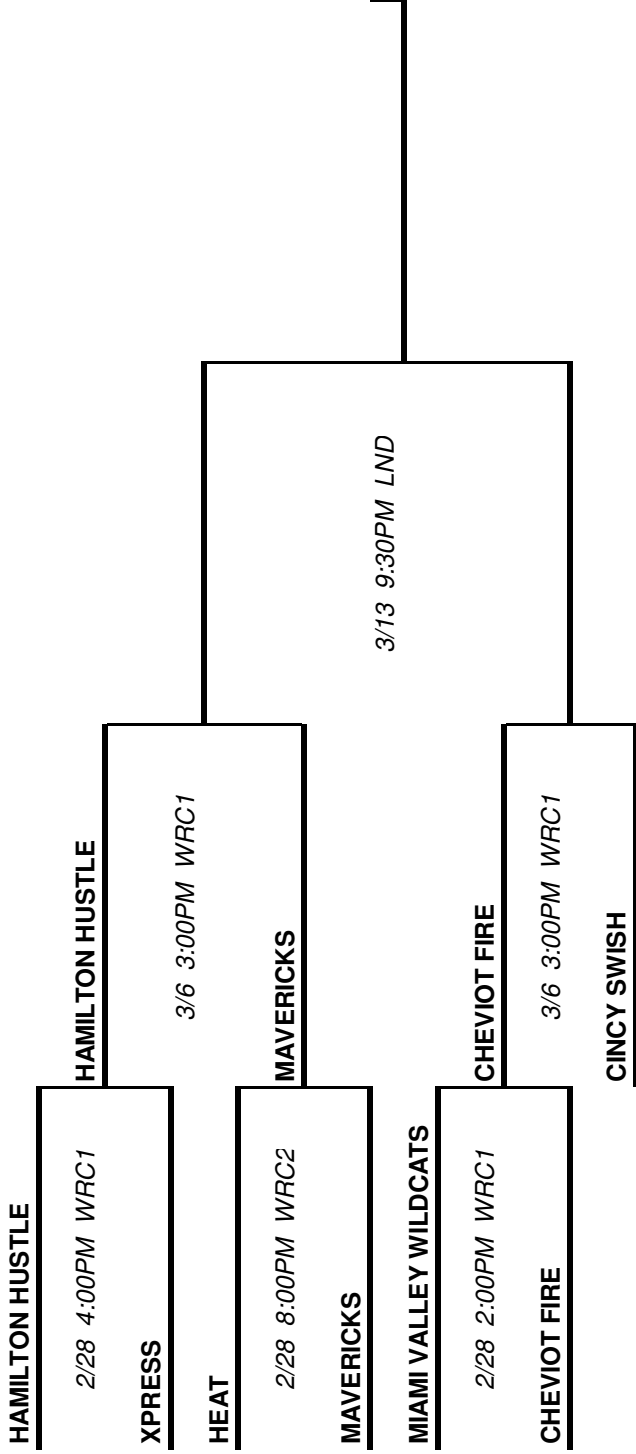 HAMILTON HUSTLE
2/28 4:00PM WRC1
XPRESS
HEAT
2/28 8:00PM WRC2
MAVERICKS
MIAMI VALLEY WILDCATS
2/28 2:00PM WRC1
CHEVIOT FIRE
HAMILTON HUSTLE
3/6 3:00PM WRC1
MAVERICKS
CHEVIOT FIRE
3/6 3:00PM WRC1
CINCY SWISH
3/13 9:30PM LND